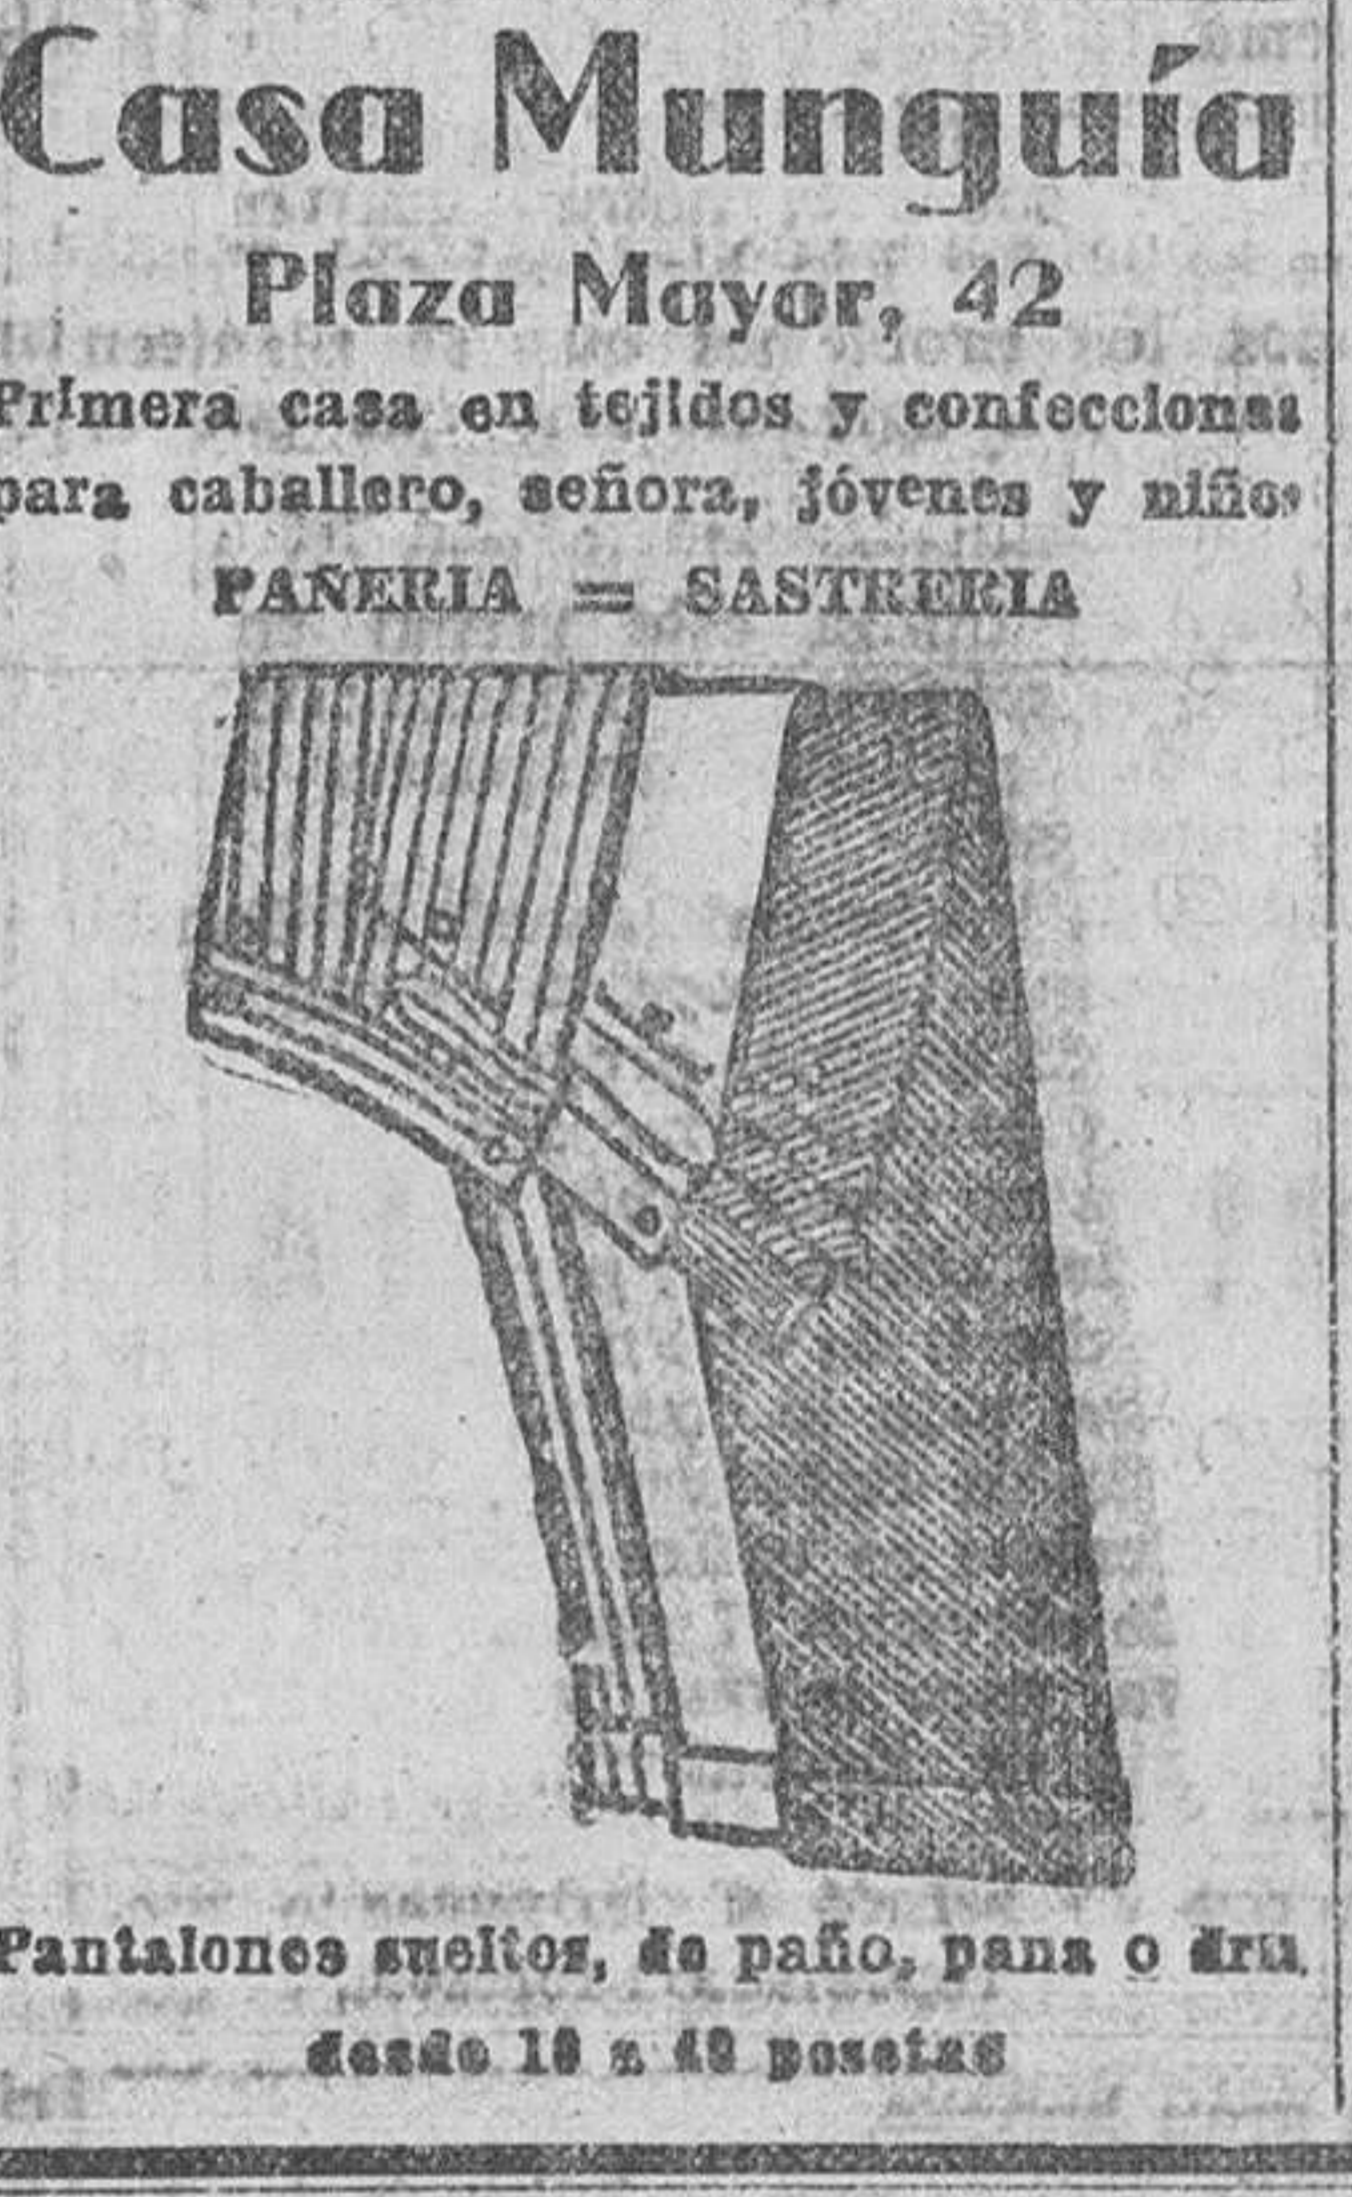 Casa Munguía
Plaza Mayor, 42
Primera casa en tejidos y confecciones
para caballero, señora, jóvenes y niños
PAÑERIA = SASTRERIA
Pantalones sueltos, de paño, pana o dril
desde 10 a 40 pesetas